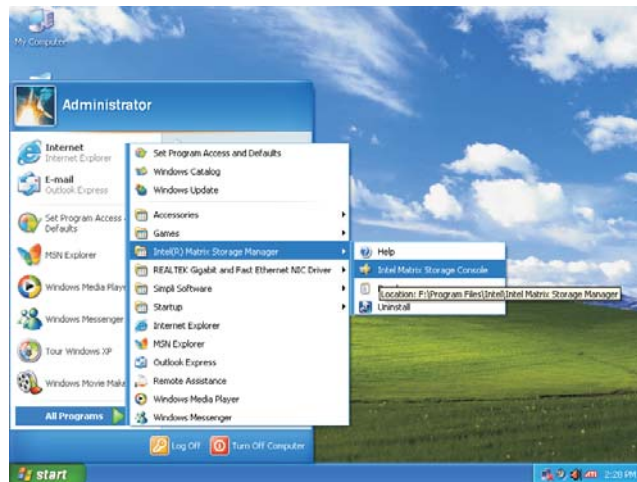 My Computer
Administrator
Internet
Internet Explorer
E-mail
Outlook Express
Set Program Access
Defaults
MSN Explorer
Windows Media Play
Windows Messenger
Tour Windows XP
Windows Movie Make
All Programs
Set Program Access and Defaults
Windows Catalog
Windows Update
Accessories
Games
Intel(R) Matrix Storage Manager
REALTEK Gigabit and Fast Ethernet NIC Driver
Simpli Software
Startup
Internet Explorer
MSN Explorer
Outlook Express
Remote Assistance
Windows Media Player
Windows Messenger
Help
Intel Matrix Storage Console
Location: F:\Program Files\Intel\Intel Matrix Storage Manager
Uninstall
Log Off
Turn Off Computer
start
ATI
2:28 PM